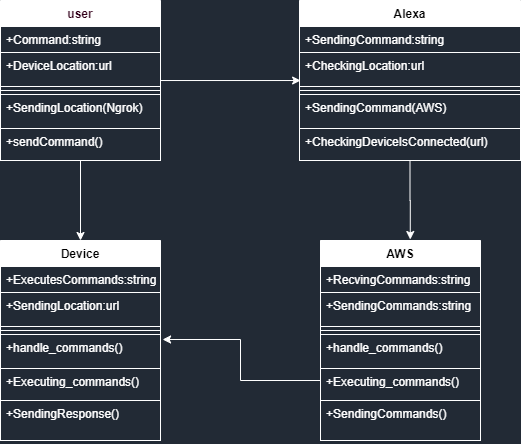 user
+Command:string
+DeviceLocation:url
+SendingLocation(Ngrok)
+sendCommand()
Alexa
+SendingCommand:string
+CheckingLocation:url
+SendingCommand(AWS)
+CheckingDeviceIsConnected(url)
Device
+ExecutesCommands:string
+SendingLocation:url
+handle_commands()
+Executing_commands()
+SendingResponse()
AWS
+RecvingCommands:string
+SendingCommands:string
+handle_commands()
+Executing_commands()
+SendingCommands()